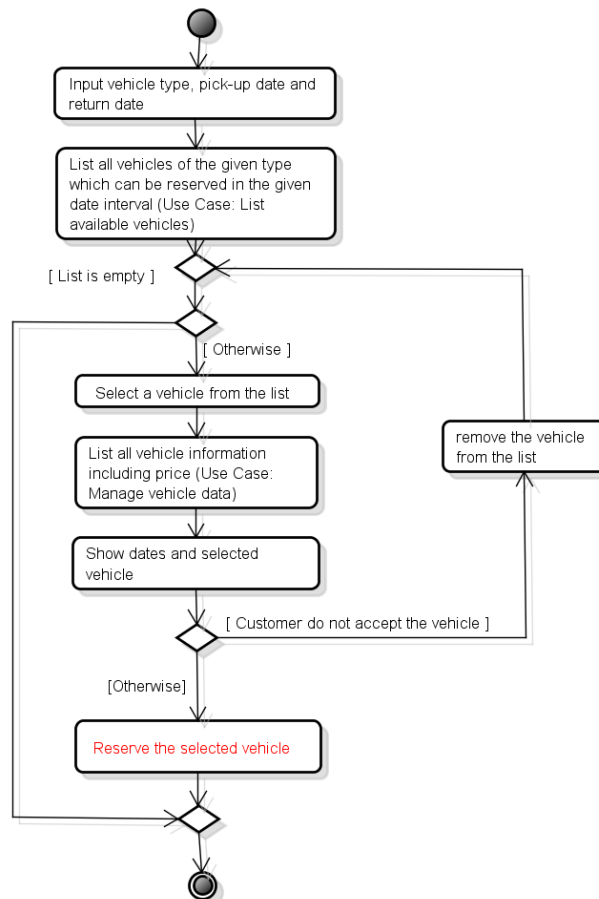 Input vehicle type, pick-up date and
return date
List all vehicles of the given type
which can be reserved in the given
date interval (Use Case: List
available vehicles)
[ List is empty ]
[ Otherwise ]
Select a vehicle from the list
List all vehicle information
including price (Use Case:
Manage vehicle data)
remove the vehicle
from the list
Show dates and selected
vehicle
[ Customer do not accept the vehicle ]
[Otherwise]
Reserve the selected vehicle